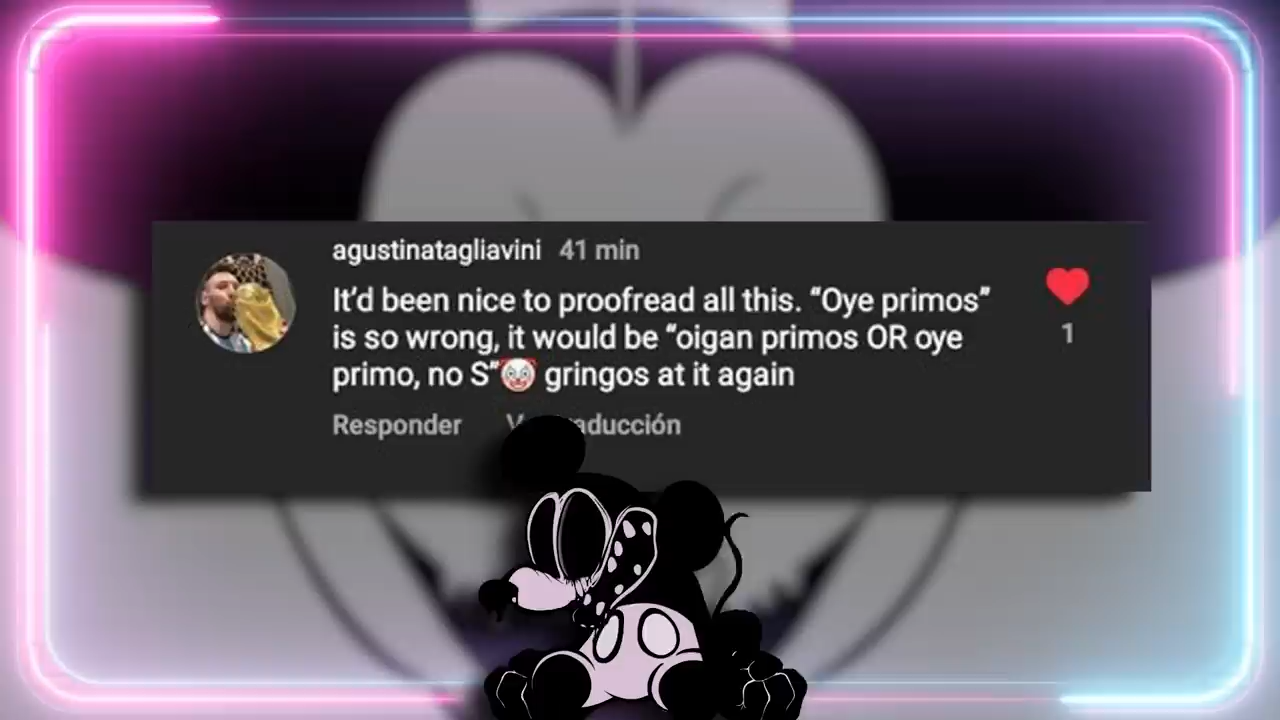 agustinatagliavini 41 min
It’d been nice to proofread all this. “Oye primos”
is so wrong, it would be “oigan primos OR oye
primo, no S”🤡 gringos at it again
1
Responder